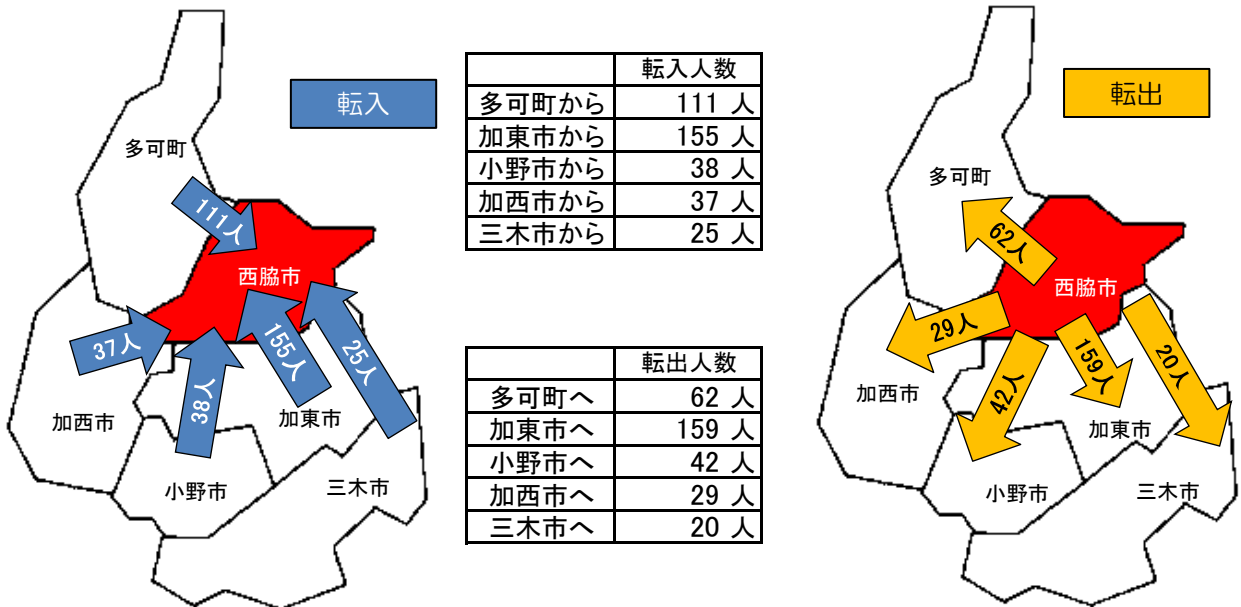 転入
多可町
111人
西脇市
37人
38人
155人
25人
加西市
加東市
小野市
三木市
転入人数
多可町から 111 人
加東市から 155 人
小野市から 38 人
加西市から 37 人
三木市から 25 人
転出人数
多可町へ 62 人
加東市へ 159 人
小野市へ 42 人
加西市へ 29 人
三木市へ 20 人
転出
多可町
62人
西脇市
29人
42人
159人
20人
加西市
加東市
小野市
三木市